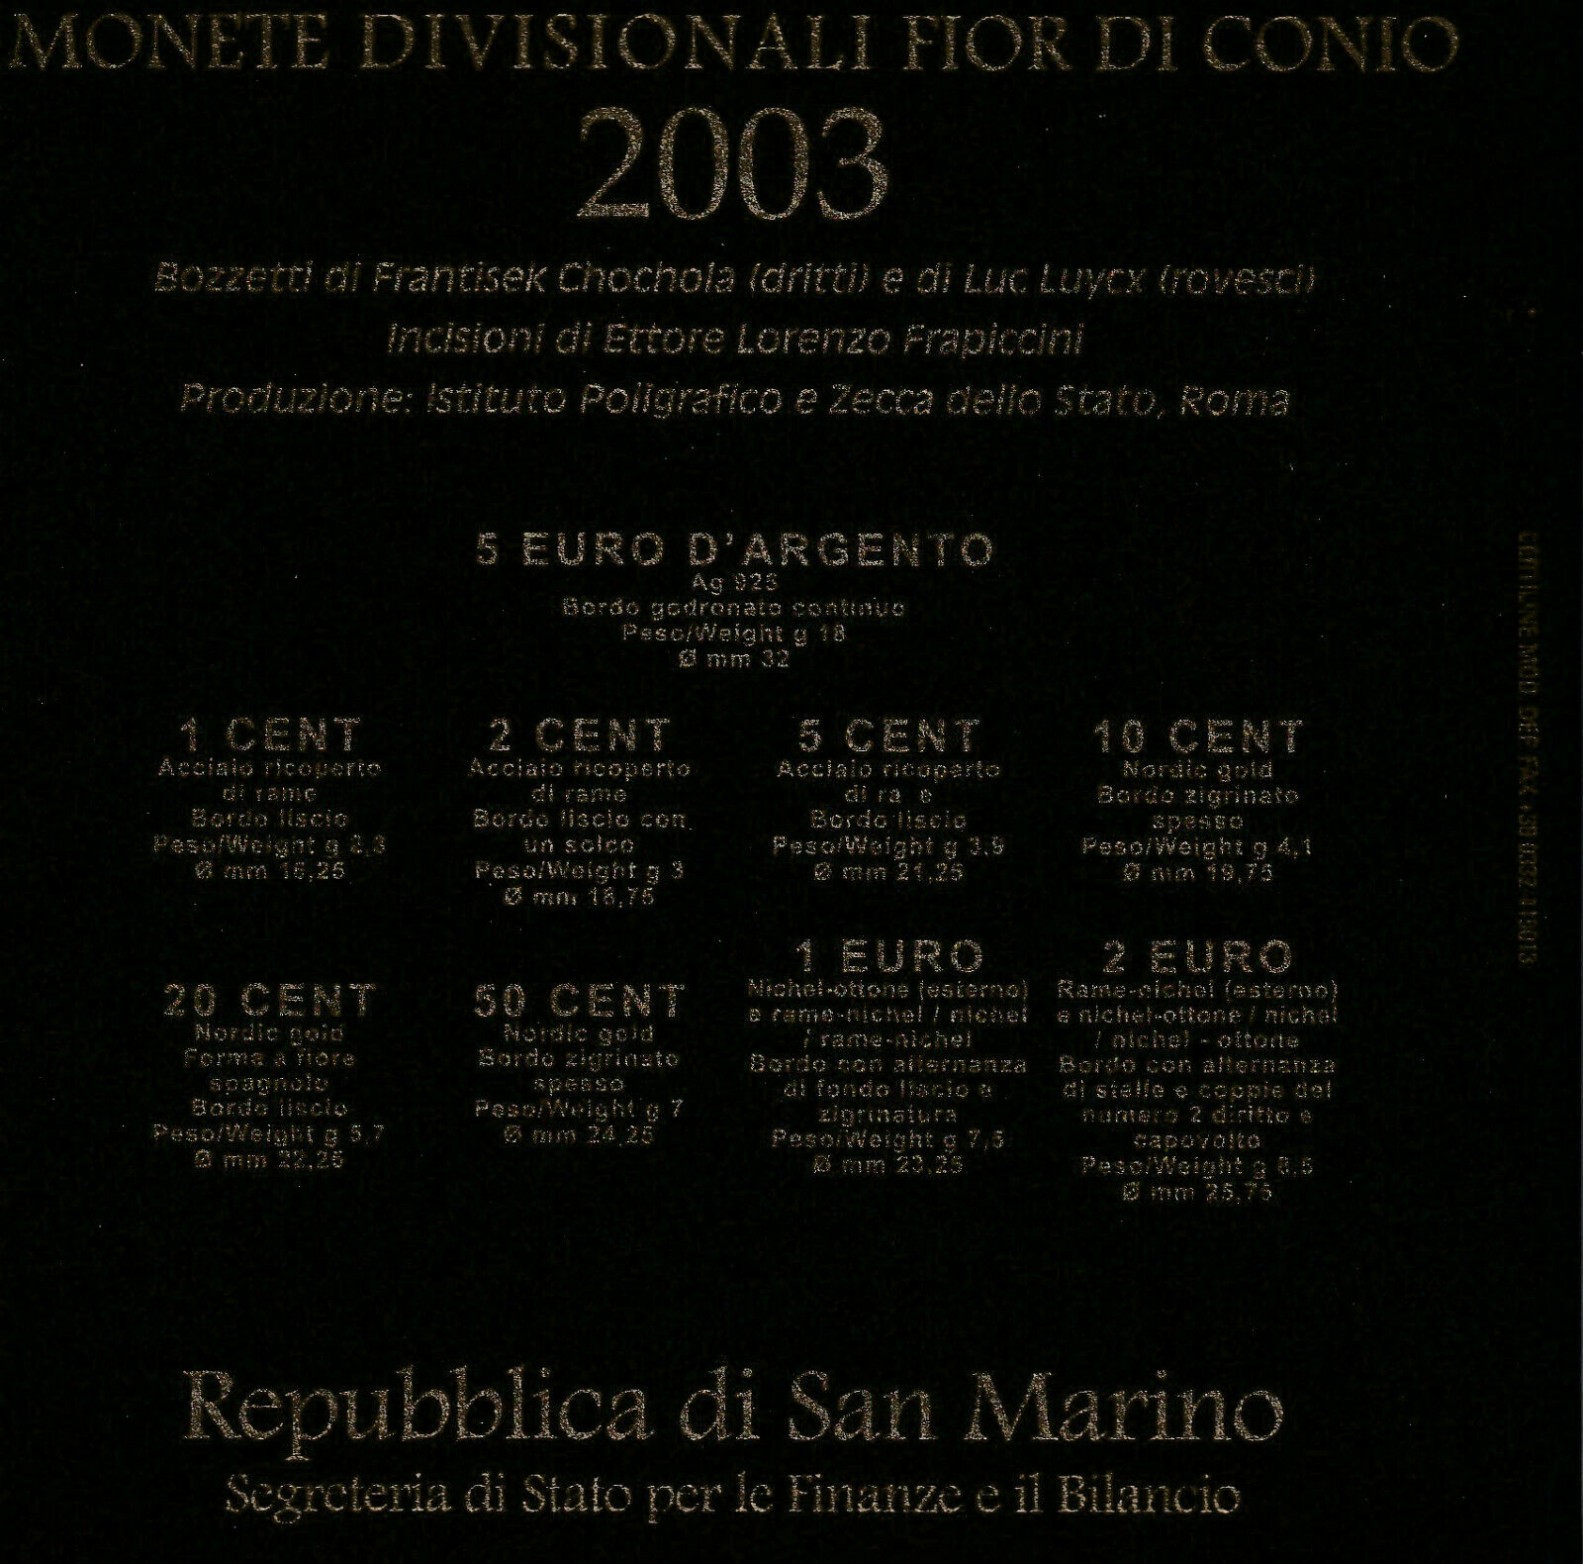 MONETE DIVISIONALI FIOR DI CONIO
2003
Bozzetti di Frantisek Chochola (dritti) e di Luc Luycx (rovesci)
Incisioni di Ettore Lorenzo Frapiccini
Produzione: Istituto Poligrafico e Zecca dello Stato, Roma
5 EURO D'ARGENTO
Ag 925
Bordo godronato continuo
Peso/Weight g 18
Ø mm 32
1 CENT
Acciaio ricoperto
di rame
Bordo liscio
Peso/Weight g 2,3
Ø mm 16,25
2 CENT
Acciaio ricoperto
di rame
Bordo liscio con
un solco
Peso/Weight g 3
Ø mm 18,75
5 CENT
Acciaio ricoperto
di ra e
Bordo liscio
Peso/Weight g 3.9
Ø mm 21,25
10 CENT
Nordic gold
Bordo zigrinato
spesso
Peso/Weight g 4,1
Ø mm 19,75
20 CENT
Nordic gold
Forma a fiore
spagnolo
Bordo liscio
Peso/Weight g 5,7
Ø mm 22,25
50 CENT
Nordic gold
Bordo zigrinato
spesso
Peso/Weight g 7
Ø mm 24,25
1 EURO
Nichel-ottone (esterno)
e rame-nichel / nichel
/ rame-nichel
Bordo con alternanza
di fondo liscio e
zigrinatura
Peso/Weight g 7,5
Ø mm 23,25
2 EURO
Rame-nichel (esterno)
e nichel-ottone / nichel
/ nichel - ottone
Bordo con alternanza
di stelle e coppie del
numero 2 diritto e
capovolto
Peso/Weight g 8.5
Ø mm 25,75
Repubblica di San Marino
Segreteria di Stato per le Finanze e il Bilancio
MOD. DEP. FAX +39